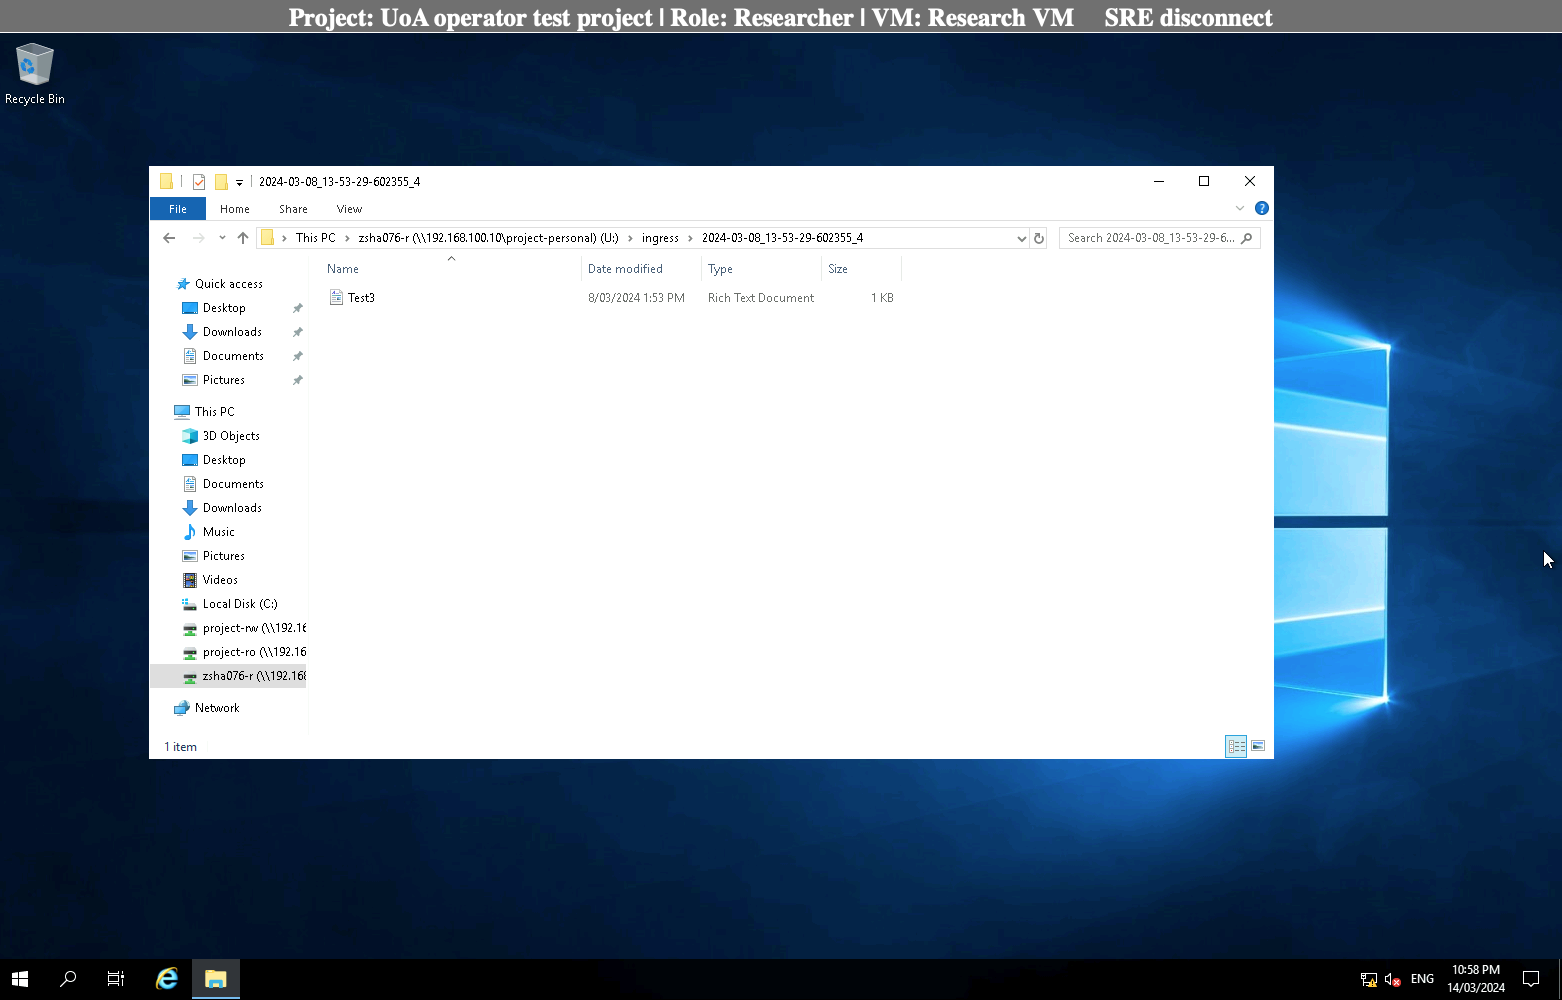 Project: UoA operator test project | Role: Researcher | VM: Research VM SRE disconnect
Recycle Bin
2024-03-08_13-53-29-602355_4
File Home Share View
This PC > zsha076-r (\\192.168.100.10\project-personal) (U:) > ingress > 2024-03-08_13-53-29-602355_4
Search 2024-03-08_13-53-29-6...
Name Date modified Type Size
Test3 8/03/2024 1:53 PM Rich Text Document 1 KB
Quick access
Desktop
Downloads
Documents
Pictures
This PC
3D Objects
Desktop
Documents
Downloads
Music
Pictures
Videos
Local Disk (C:)
project-rw (\\192.16
project-ro (\\192.16
zsha076-r (\\192.168
Network
1 item
ENG
10:58 PM
14/03/2024